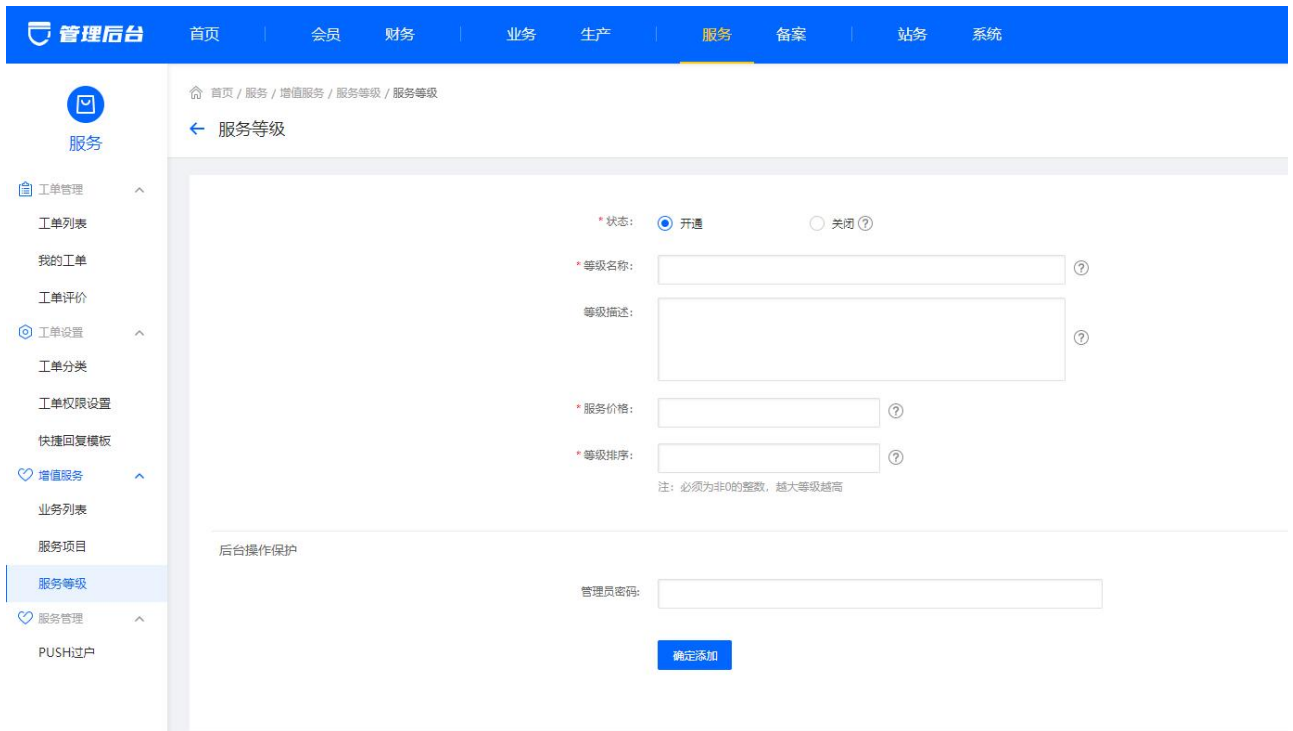 管理后台 首页 会员 财务 业务 生产 服务 备案 站务 系统
服务
首页 / 服务 / 增值服务 / 服务等级 / 服务等级
← 服务等级
工单管理
工单列表
我的工单
工单评价
工单设置
工单分类
工单权限设置
快捷回复模板
增值服务
业务列表
服务项目
服务等级
服务管理
PUSH过户
* 状态: 开通 关闭 ?
* 等级名称: ?
等级描述: ?
* 服务价格: ?
* 等级排序: ?
注：必须为非0的整数，越大等级越高
后台操作保护
管理员密码:
确定添加